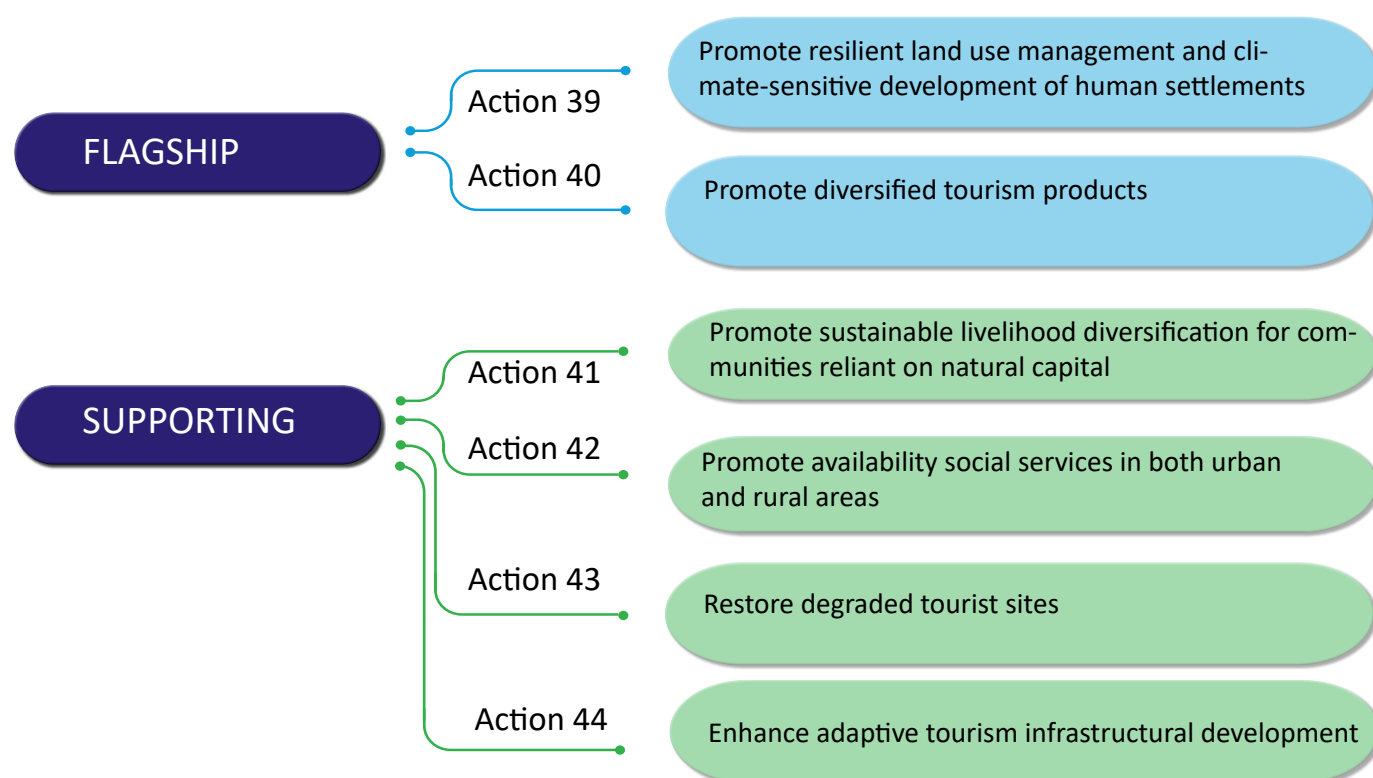 FLAGSHIP
Action 39
Promote resilient land use management and cli-
mate-sensitive development of human settlements
Action 40
Promote diversified tourism products
SUPPORTING
Action 41
Promote sustainable livelihood diversification for com-
munities reliant on natural capital
Action 42
Promote availability social services in both urban
and rural areas
Action 43
Restore degraded tourist sites
Action 44
Enhance adaptive tourism infrastructural development